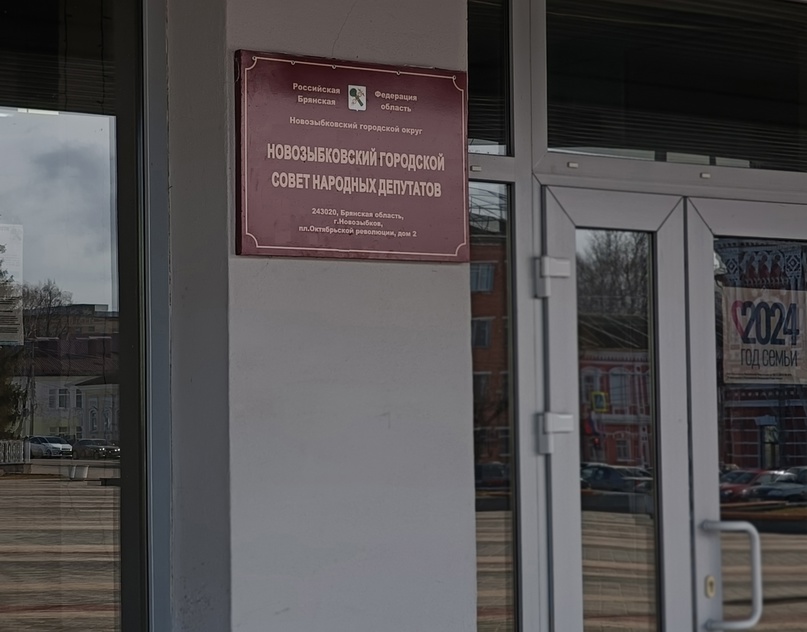 Российская Федерация
Брянская область
Новозыбковский городской округ
НОВОЗЫБКОВСКИЙ ГОРОДСКОЙ
СОВЕТ НАРОДНЫХ ДЕПУТАТОВ
243020, Брянская область,
г.Новозыбков,
пл.Октябрьской революции, дом 2
2024
ГОД СЕМЬИ